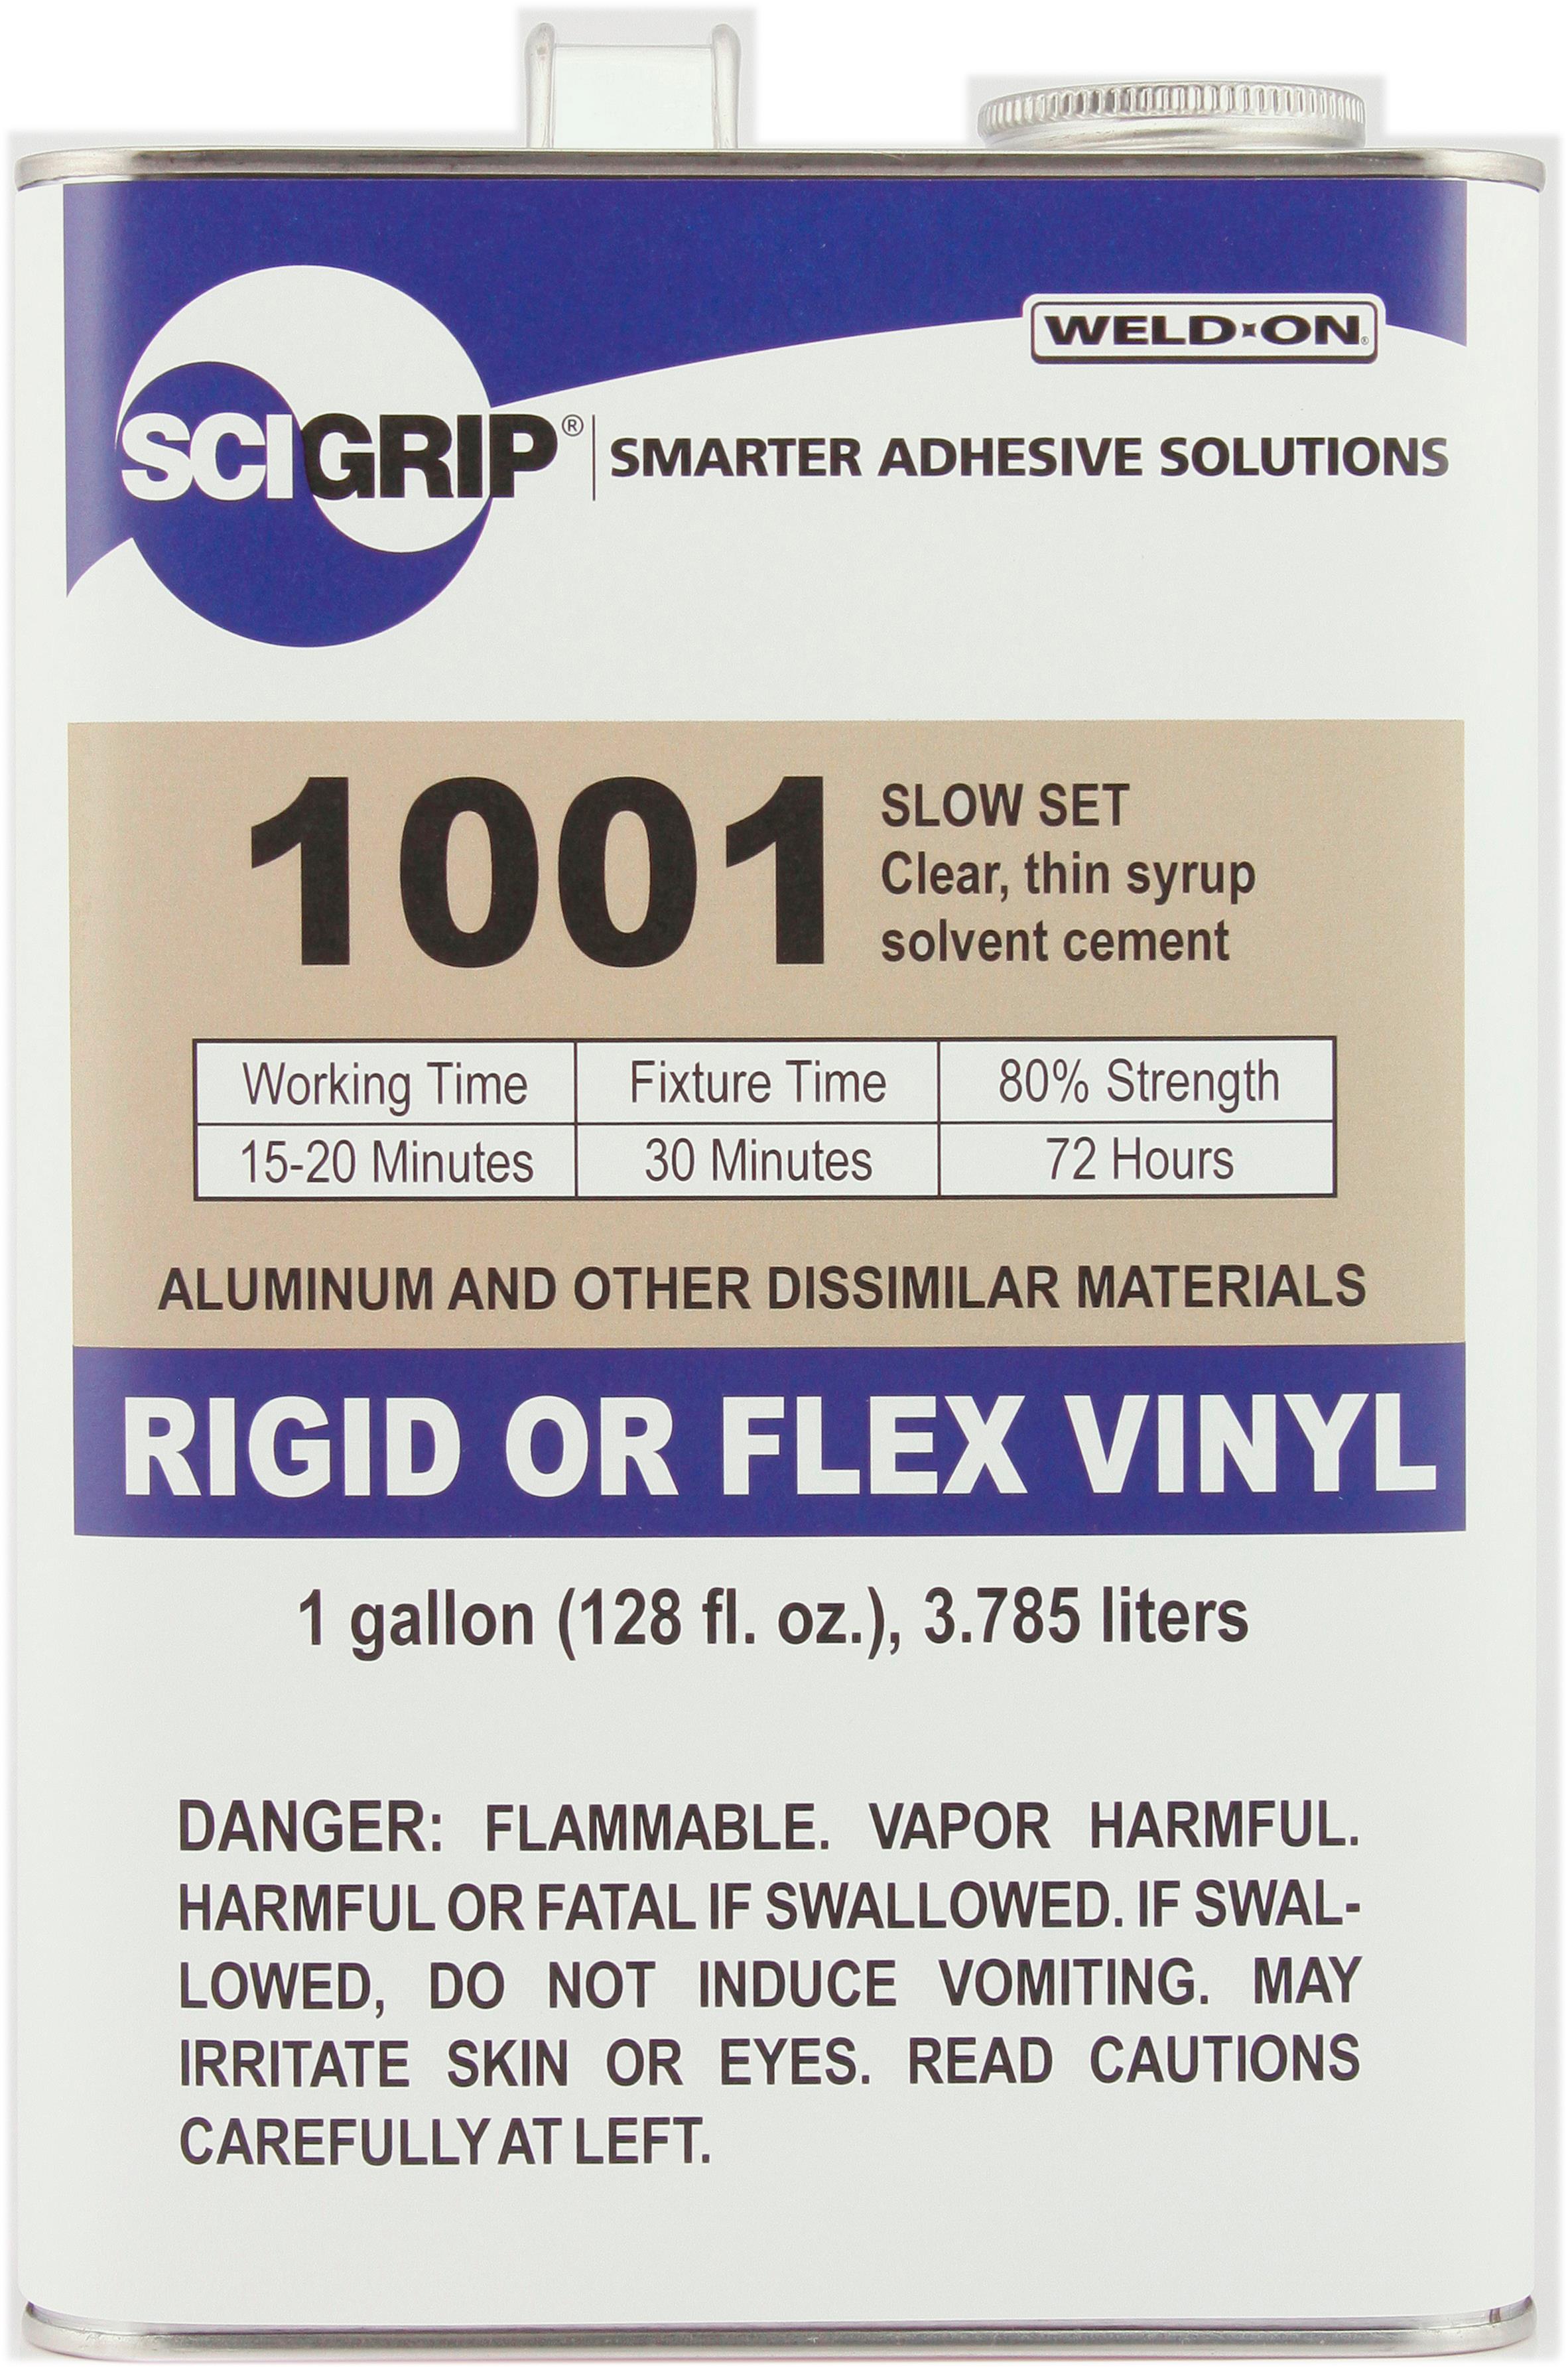 WELD-ON®
SCIGRIP® | SMARTER ADHESIVE SOLUTIONS
1001
SLOW SET
Clear, thin syrup
solvent cement
Working Time Fixture Time 80% Strength
15-20 Minutes 30 Minutes 72 Hours
ALUMINUM AND OTHER DISSIMILAR MATERIALS
RIGID OR FLEX VINYL
1 gallon (128 fl. oz.), 3.785 liters
DANGER: FLAMMABLE. VAPOR HARMFUL.
HARMFUL OR FATAL IF SWALLOWED. IF SWAL-
LOWED, DO NOT INDUCE VOMITING. MAY
IRRITATE SKIN OR EYES. READ CAUTIONS
CAREFULLY AT LEFT.